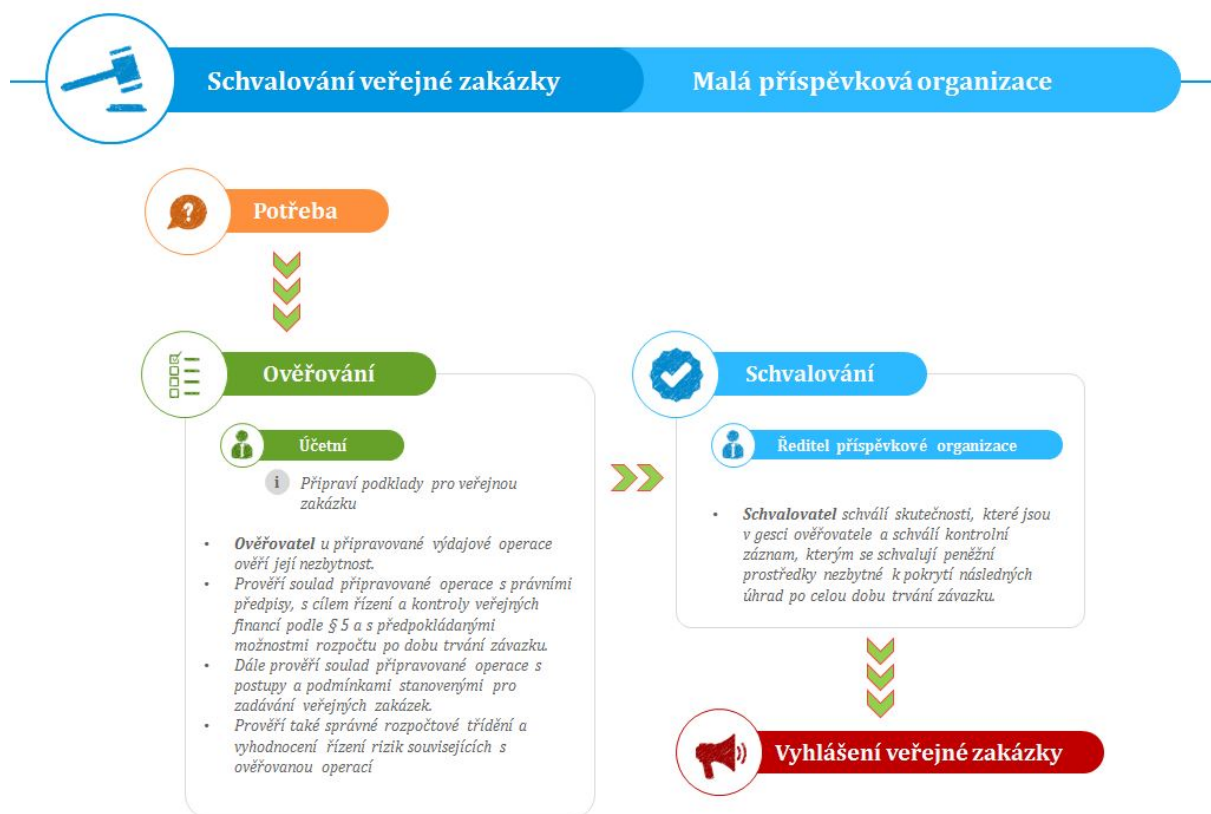 Schvalování veřejné zakázky
Malá příspěvková organizace
Potřeba
Ověřování
Účetní
i Připraví podklady pro veřejnou
zakázku
• Ověřovatel u připravované výdajové operace
ověří její nezbytnost.
• Prověří soulad připravované operace s právními
předpisy, s cílem řízení a kontroly veřejných
financí podle § 5 a s předpokládanými
možnostmi rozpočtu po dobu trvání závazku.
• Dále prověří soulad připravované operace s
postupy a podmínkami stanovenými pro
zadávání veřejných zakázek.
• Prověří také správné rozpočtové třídění a
vyhodnocení řízení rizik souvisejících s
ověřovanou operací
Schvalování
Ředitel příspěvkové organizace
• Schvalovatel schválí skutečnosti, které jsou
v gesci ověřovatele a schválí kontrolní
záznam, kterým se schvalují peněžní
prostředky nezbytné k pokrytí následných
úhrad po celou dobu trvání závazku.
Vyhlášení veřejné zakázky